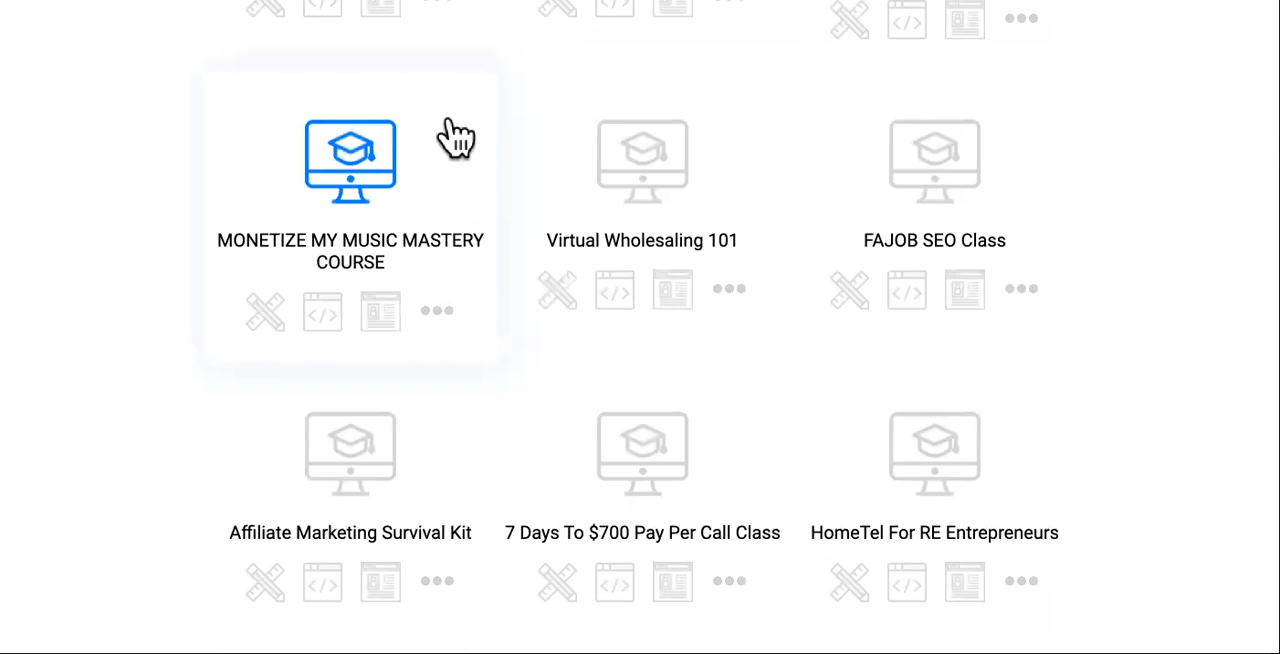 MONETIZE MY MUSIC MASTERY
COURSE
Virtual Wholesaling 101
FAJOB SEO Class
Affiliate Marketing Survival Kit
7 Days To $700 Pay Per Call Class
HomeTel For RE Entrepreneurs